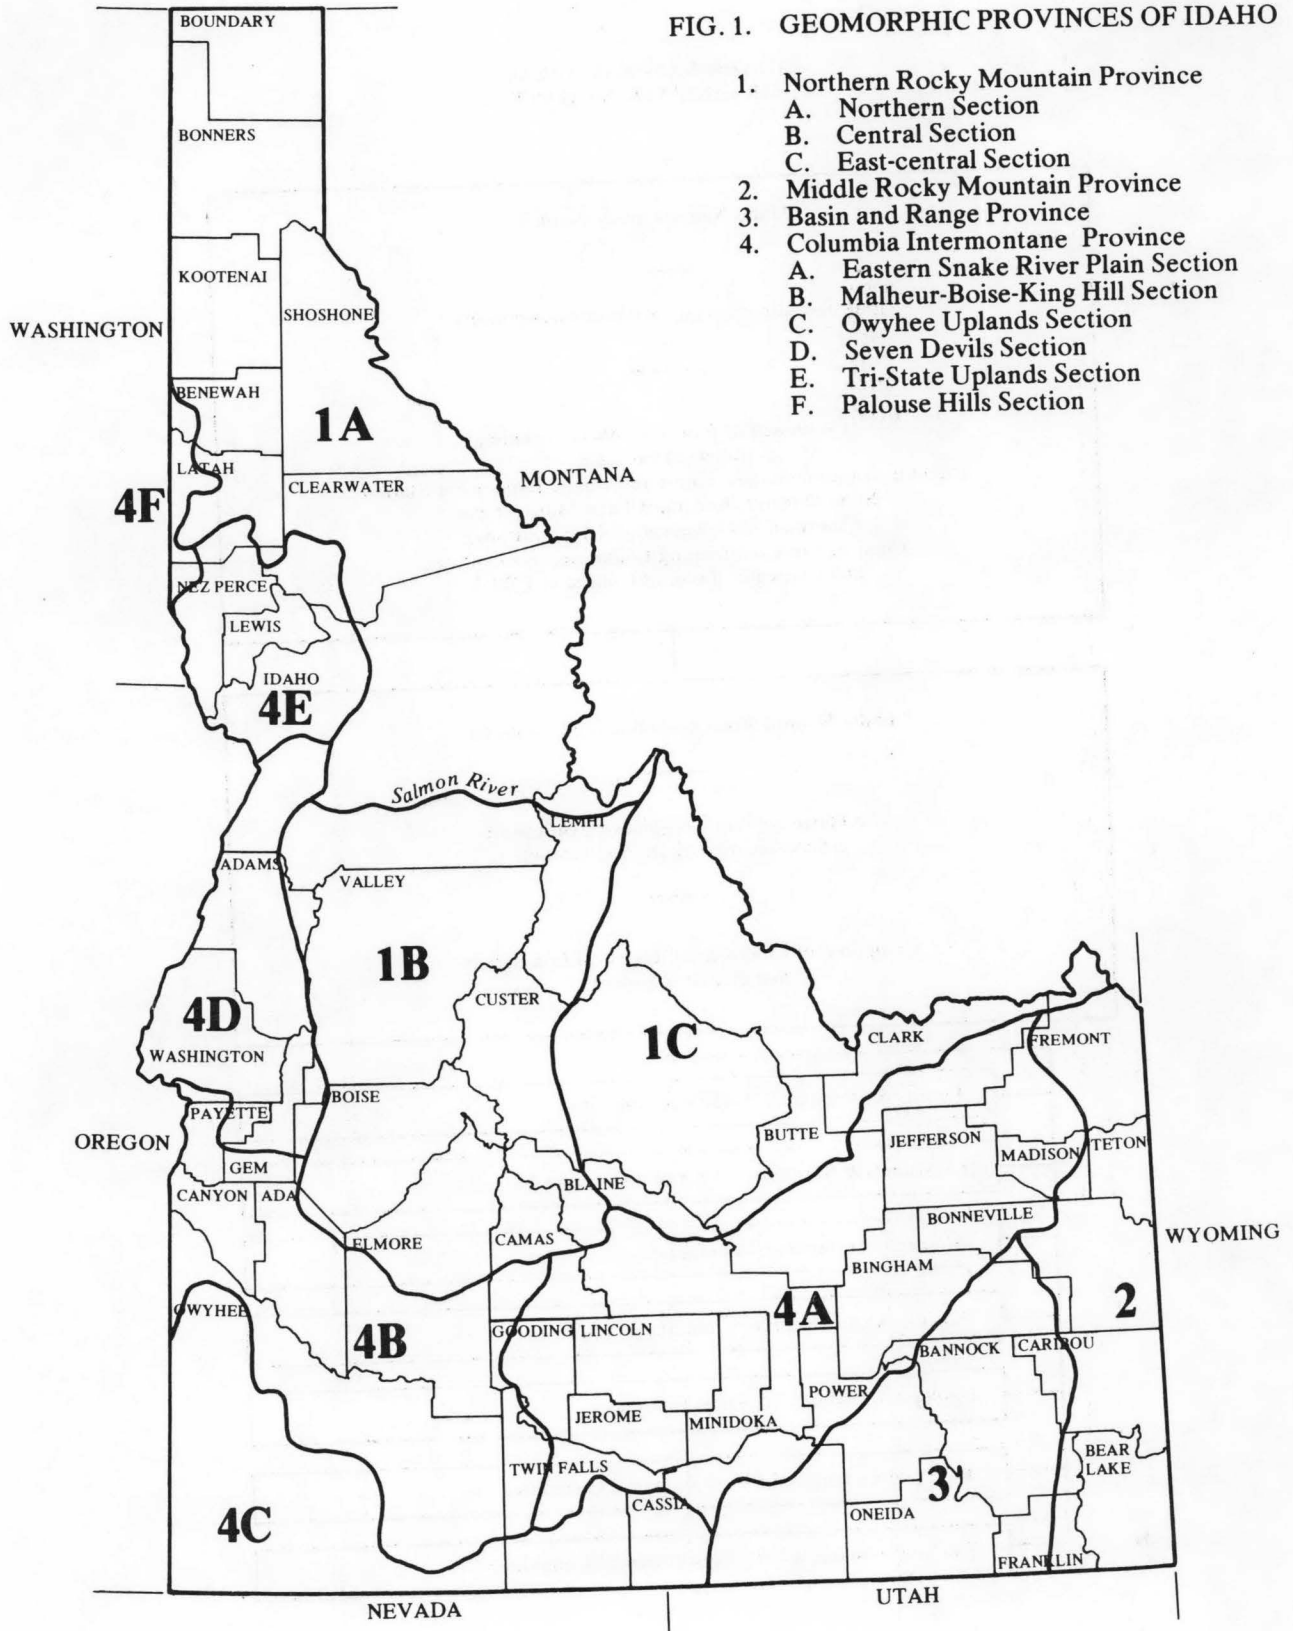 FIG. 1. GEOMORPHIC PROVINCES OF IDAHO
1. Northern Rocky Mountain Province
A. Northern Section
B. Central Section
C. East-central Section
2. Middle Rocky Mountain Province
3. Basin and Range Province
4. Columbia Intermontane Province
A. Eastern Snake River Plain Section
B. Malheur-Boise-King Hill Section
C. Owyhee Uplands Section
D. Seven Devils Section
E. Tri-State Uplands Section
F. Palouse Hills Section
BOUNDARY
BONNERS
KOOTENAI
SHOSHONE
WASHINGTON
BENEWAH
1A
LATAH
CLEARWATER
MONTANA
4F
NEZ PERCE
LEWIS
IDAHO
4E
Salmon River
LEMHI
ADAMS
VALLEY
1B
CUSTER
4D
WASHINGTON
1C
CLARK
FREMONT
BOISE
PAYETTE
OREGON
BUTTE
JEFFERSON
MADISON
TETON
GEM
CANYON
ADA
BLAINE
BONNEVILLE
WYOMING
ELMORE
CAMAS
BINGHAM
OWYHEE
4A
2
4B
GOODING
LINCOLN
BANNOCK
CARIBOU
POWER
JEROME
MINIDOKA
TWIN FALLS
BEAR
LAKE
3
CASSIA
ONEIDA
4C
FRANKLIN
NEVADA
UTAH